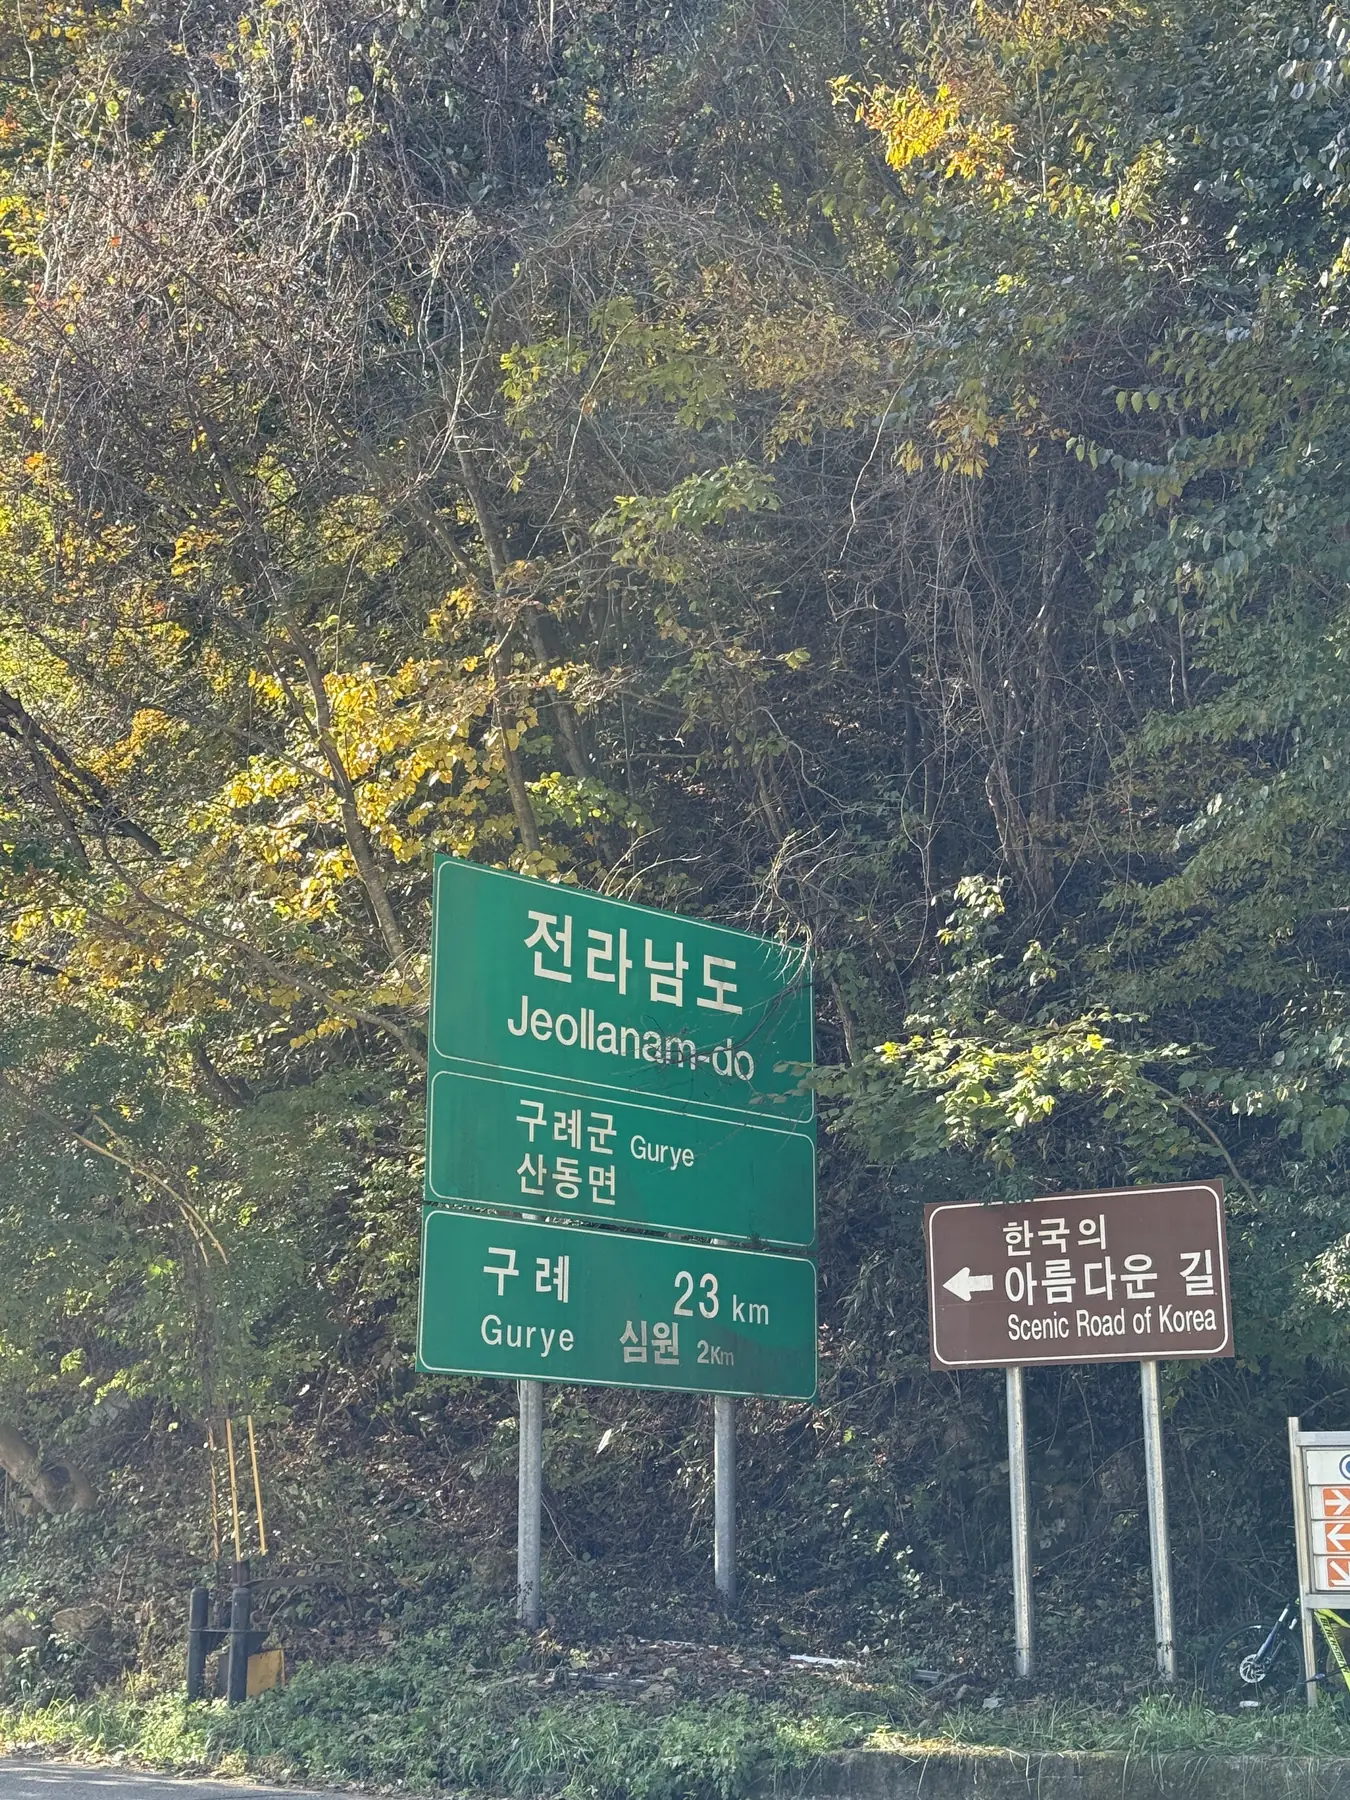 전라남도
Jeollanam-do
구례군 Gurye
산동면
구례 23 km
Gurye 심원 2Km
한국의
아름다운 길
Scenic Road of Korea